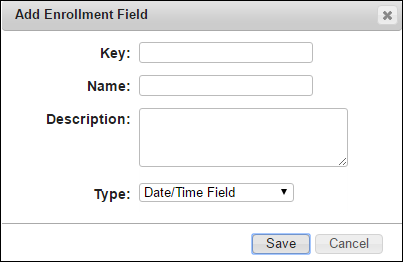 Add Enrollment Field
Key:
Name:
Description:
Type: Date/Time Field
Save Cancel